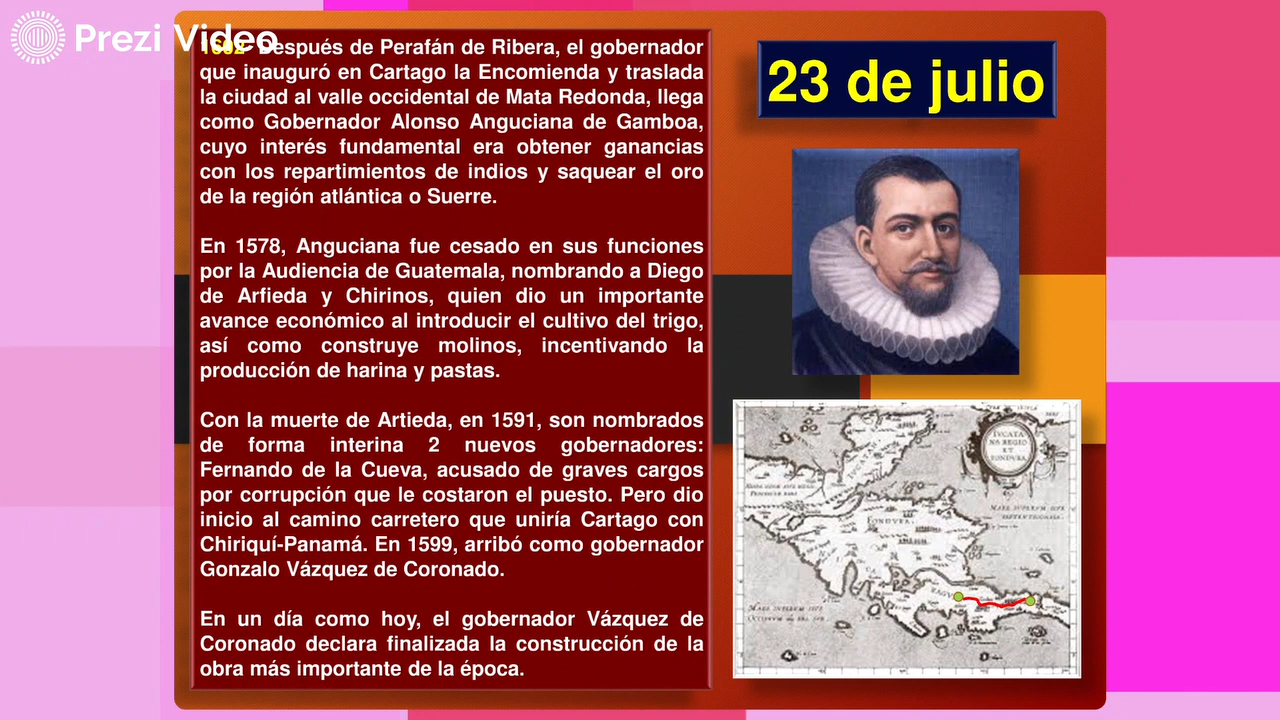 Prezi Video
1602 Después de Perafán de Ribera, el gobernador
que inauguró en Cartago la Encomienda y traslada
la ciudad al valle occidental de Mata Redonda, llega
como Gobernador Alonso Anguciana de Gamboa,
cuyo interés fundamental era obtener ganancias
con los repartimientos de indios y saquear el oro
de la región atlántica o Suerre.
En 1578, Anguciana fue cesado en sus funciones
por la Audiencia de Guatemala, nombrando a Diego
de Arfieda y Chirinos, quien dio un importante
avance económico al introducir el cultivo del trigo,
así como construye molinos, incentivando la
producción de harina y pastas.
Con la muerte de Artieda, en 1591, son nombrados
de forma interina 2 nuevos gobernadores:
Fernando de la Cueva, acusado de graves cargos
por corrupción que le costaron el puesto. Pero dio
inicio al camino carretero que uniría Cartago con
Chiriquí-Panamá. En 1599, arribó como gobernador
Gonzalo Vázquez de Coronado.
En un día como hoy, el gobernador Vázquez de
Coronado declara finalizada la construcción de la
obra más importante de la época.
23 de julio
IVCATA
NA REGIO
ET
FONDVRA
FONDVRA